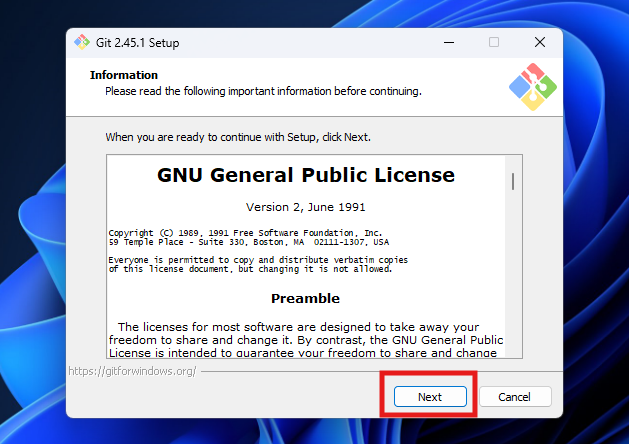 Git 2.45.1 Setup
Information
Please read the following important information before continuing.
When you are ready to continue with Setup, click Next.
GNU General Public License
Version 2, June 1991
Copyright (C) 1989, 1991 Free Software Foundation, Inc.
59 Temple Place - Suite 330, Boston, MA  02111-1307, USA
Everyone is permitted to copy and distribute verbatim copies
of this license document, but changing it is not allowed.
Preamble
The licenses for most software are designed to take away your
freedom to share and change it. By contrast, the GNU General Public
License is intended to guarantee your freedom to share and change
https://gitforwindows.org/
Next
Cancel